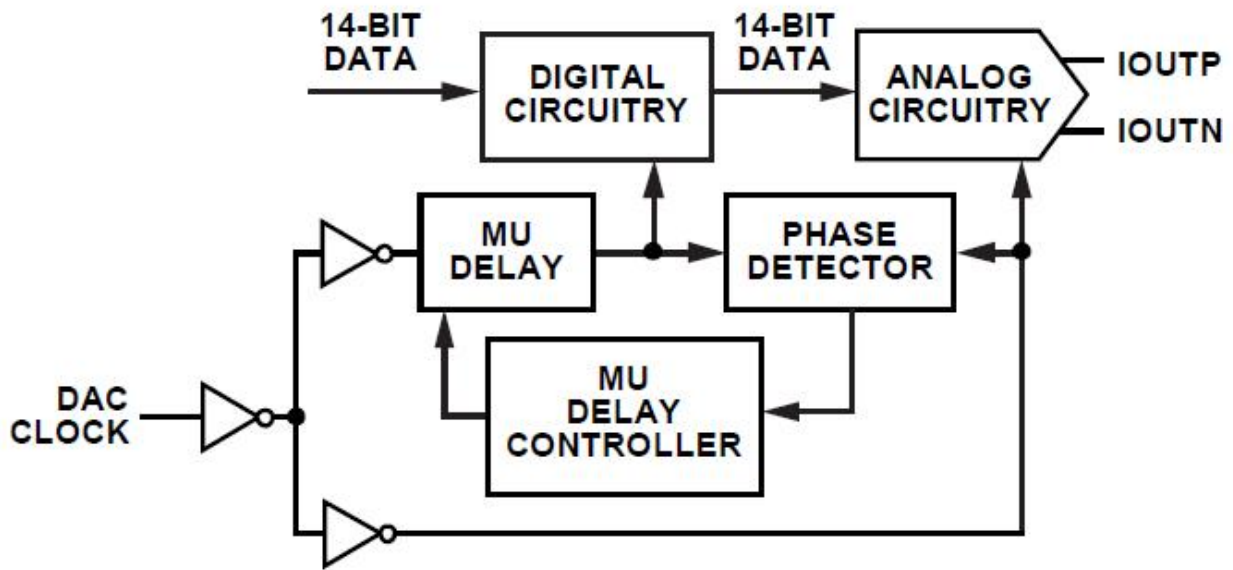 14-BIT
DATA
DIGITAL
CIRCUITRY
14-BIT
DATA
ANALOG
CIRCUITRY
IOUTP
IOUTN
MU
DELAY
PHASE
DETECTOR
MU
DELAY
CONTROLLER
DAC
CLOCK